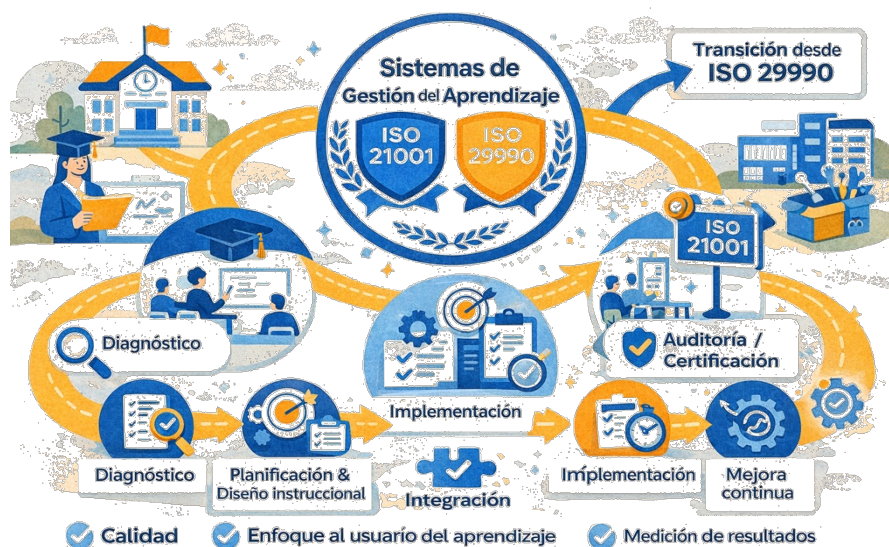 Sistemas de
Gestión del Aprendizaje
ISO
21001
ISO
29990
Transición desde
ISO 29990
ISO
21001
Diagnóstico
Implementación
Auditoría /
Certificación
Diagnóstico
Planificación &
Diseño instruccional
Integración
Implementación
Mejora
continua
Calidad
Enfoque al usuario del aprendizaje
Medición de resultados